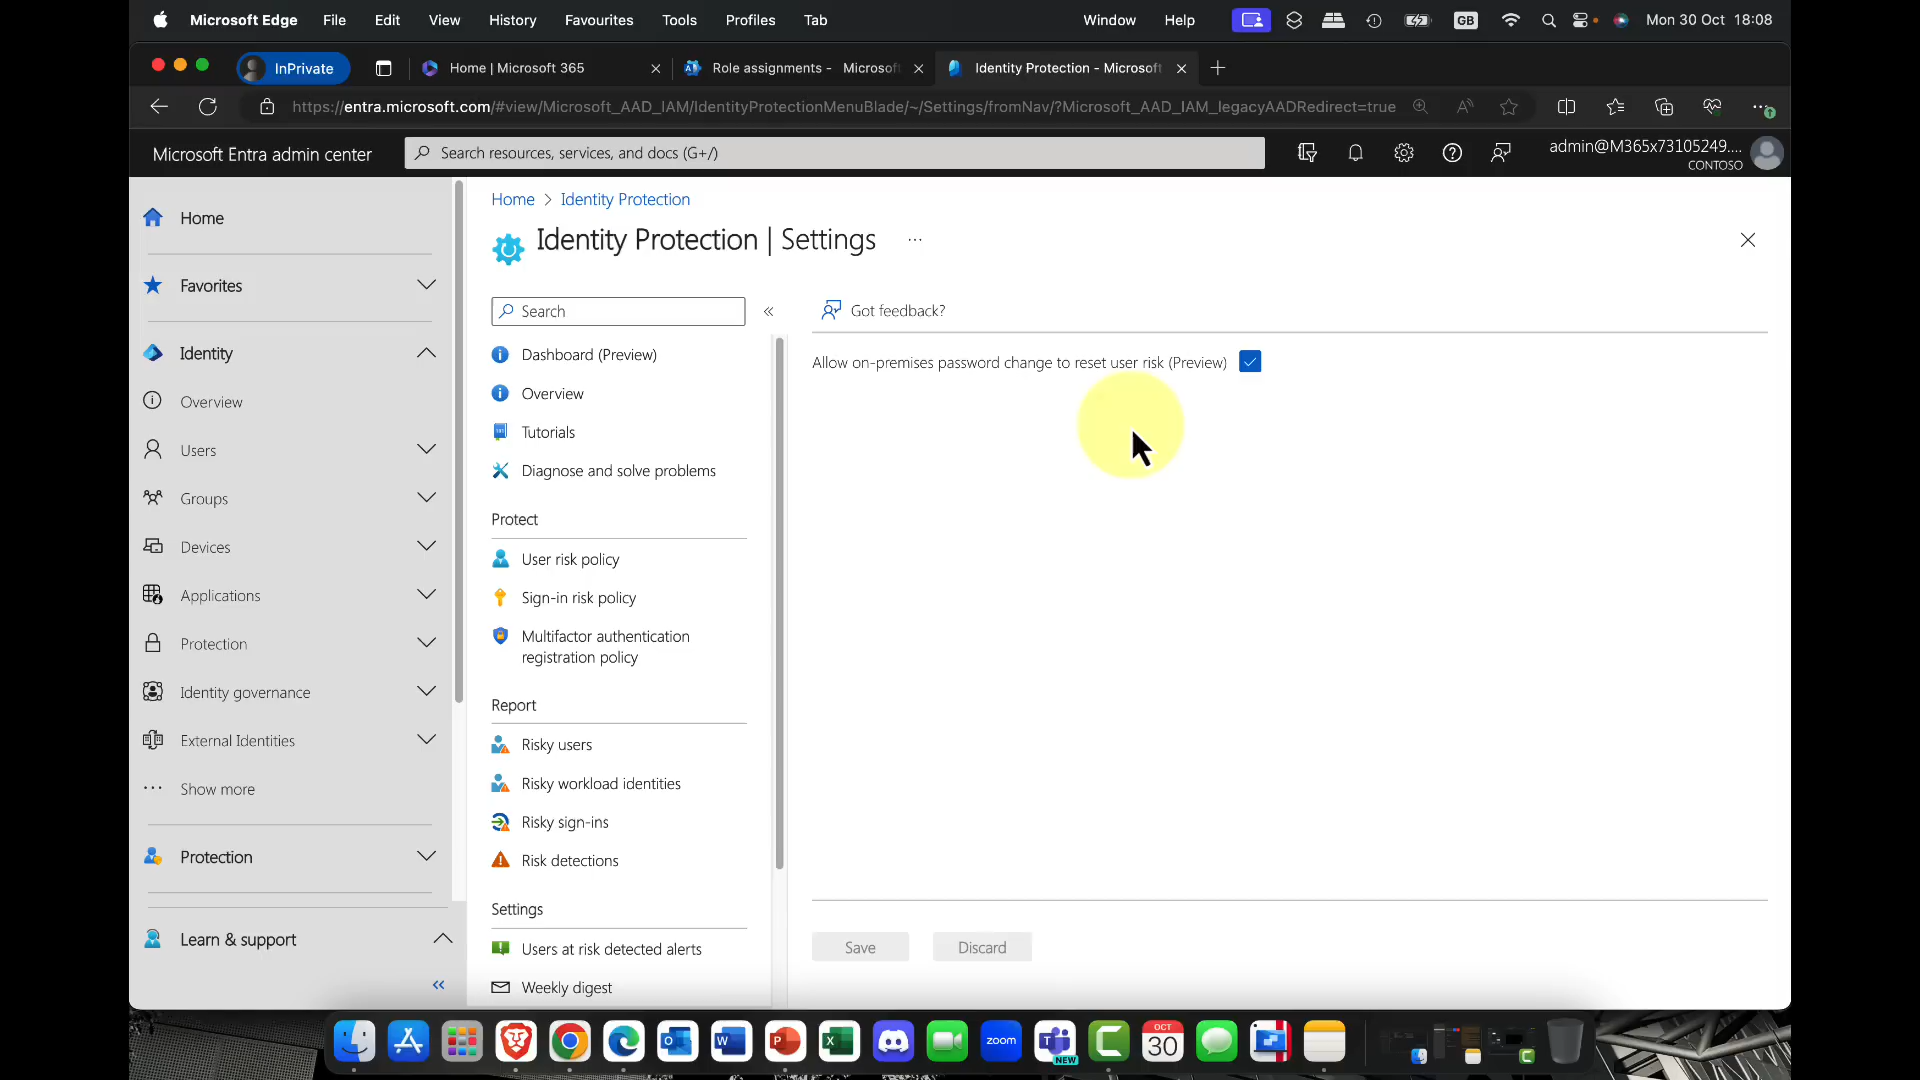 Microsoft Edge File Edit View History Favourites Tools Profiles Tab Window Help GB Mon 30 Oct 18:08
InPrivate Home | Microsoft 365 Role assignments - Microsof Identity Protection - Microsoft
https://entra.microsoft.com/#view/Microsoft_AAD_IAM/IdentityProtectionMenuBlade/~/Settings/fromNav/?Microsoft_AAD_IAM_legacyAADRedirect=true
Microsoft Entra admin center Search resources, services, and docs (G+/) admin@M365x73105249....
CONTOSO
Home
Favorites
Identity
Overview
Users
Groups
Devices
Applications
Protection
Identity governance
External Identities
Show more
Protection
Learn & support
Home > Identity Protection
Identity Protection | Settings
Search
Dashboard (Preview)
Overview
Tutorials
Diagnose and solve problems
Protect
User risk policy
Sign-in risk policy
Multifactor authentication
registration policy
Report
Risky users
Risky workload identities
Risky sign-ins
Risk detections
Settings
Users at risk detected alerts
Weekly digest
Got feedback?
Allow on-premises password change to reset user risk (Preview)
Save Discard
zoom
NEW
OCT
30